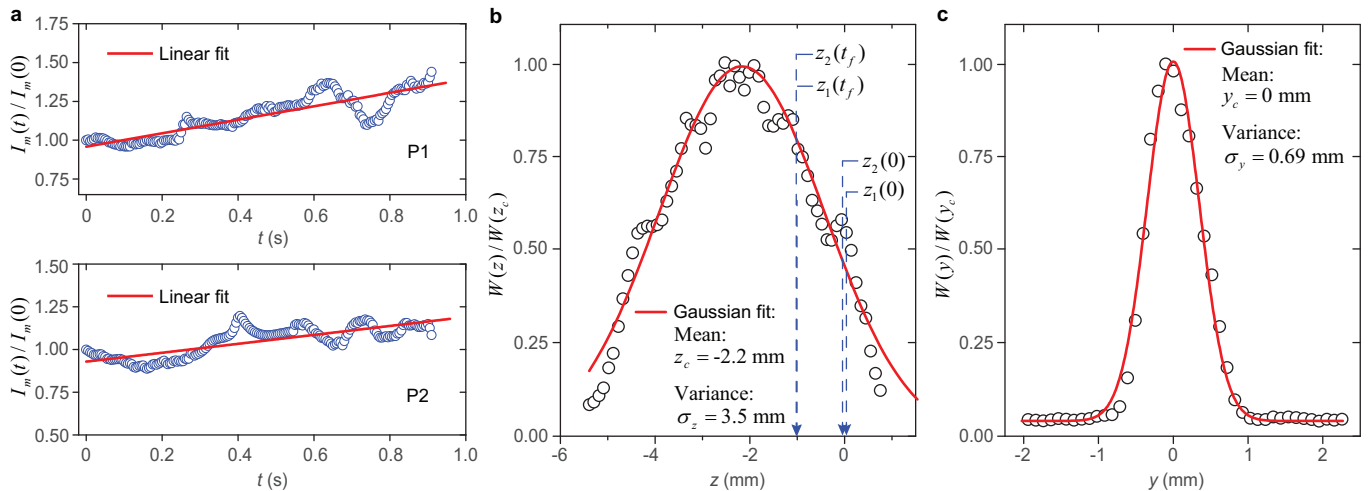 a
1.75
1.50
1.25
1.00
0.75
I_m(t) / I_m(0)
Linear fit
P1
0 0.2 0.4 0.6 0.8 1.0
t (s)
1.50
1.25
1.00
0.75
0.50
I_m(t) / I_m(0)
Linear fit
P2
0 0.2 0.4 0.6 0.8 1.0
t (s)
b
1.00
0.75
0.50
0.25
0.00
W(z) / W(z_c)
z_2(t_f)
z_1(t_f)
z_2(0)
z_1(0)
Gaussian fit:
Mean:
z_c = -2.2 mm
Variance:
σ_z = 3.5 mm
−6 −4 −2 0
z (mm)
c
1.00
0.75
0.50
0.25
0.00
W(y) / W(y_c)
Gaussian fit:
Mean:
y_c = 0 mm
Variance:
σ_y = 0.69 mm
-2 -1 0 1 2
y (mm)